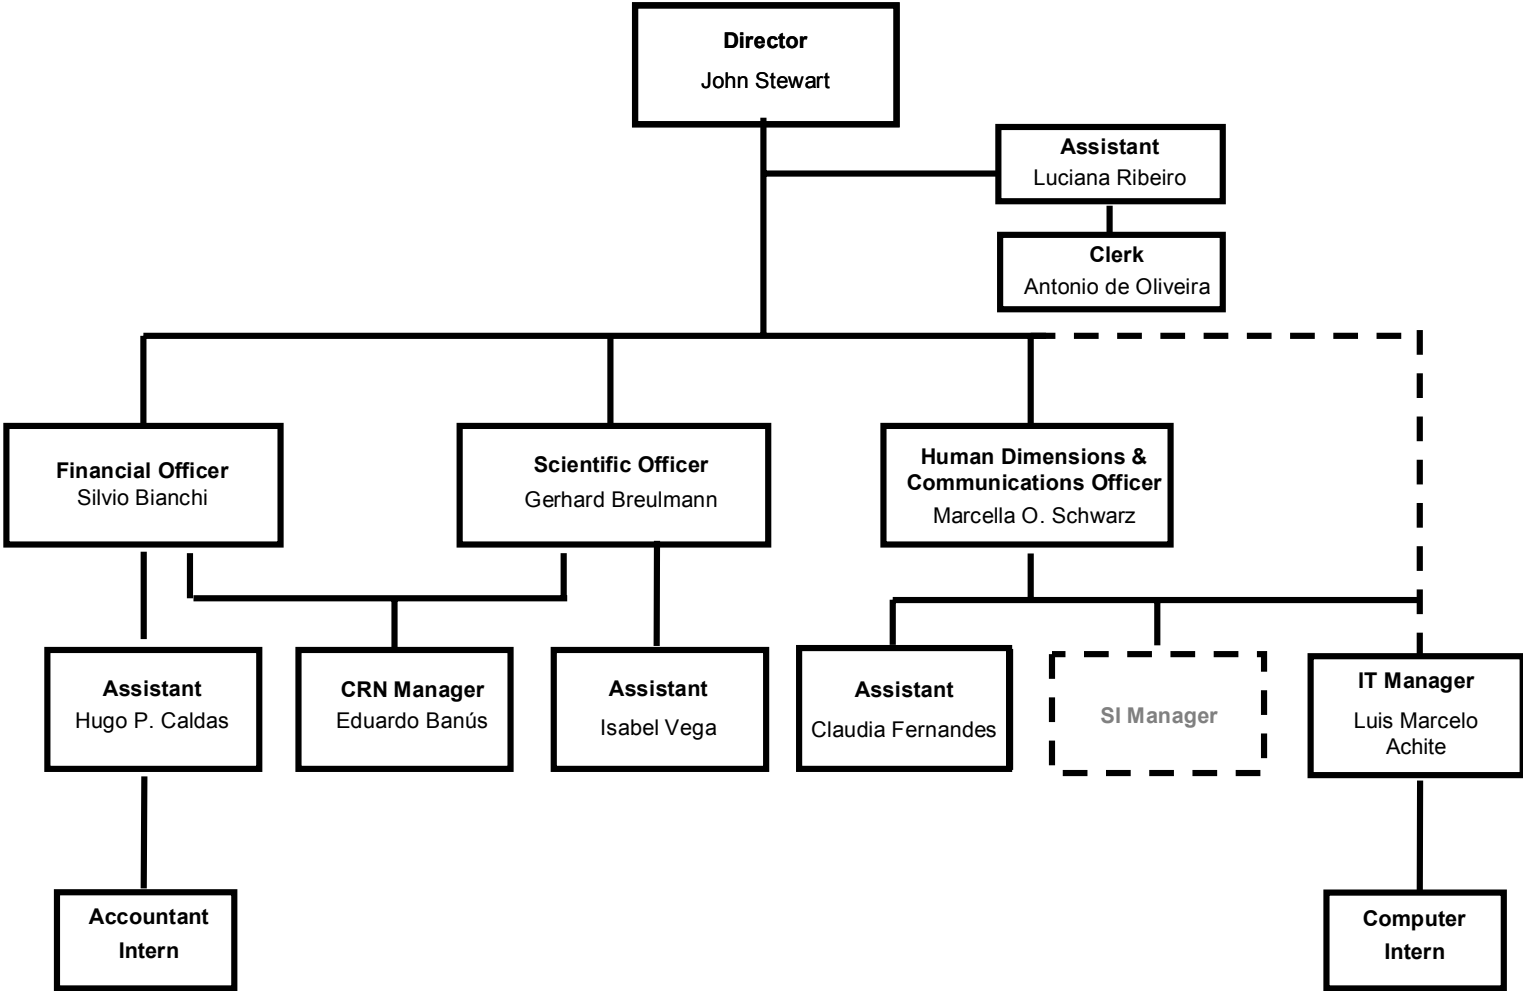 Director
John Stewart
Assistant
Luciana Ribeiro
Clerk
Antonio de Oliveira
Financial Officer
Silvio Bianchi
Scientific Officer
Gerhard Breulmann
Human Dimensions &
Communications Officer
Marcella O. Schwarz
Assistant
Hugo P. Caldas
CRN Manager
Eduardo Banús
Assistant
Isabel Vega
Assistant
Claudia Fernandes
SI Manager
IT Manager
Luis Marcelo
Achite
Accountant
Intern
Computer
Intern